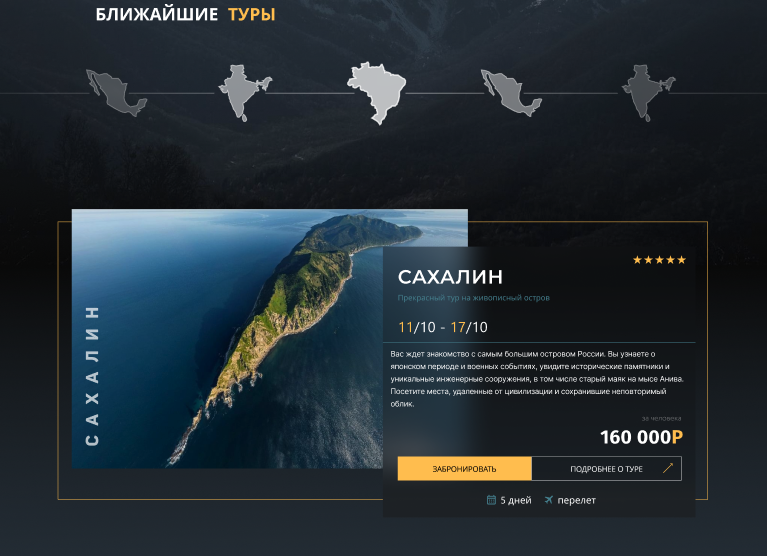 БЛИЖАЙШИЕ ТУРЫ
САХАЛИН
САХАЛИН
Прекрасный тур на живописный остров
11/10 - 17/10
Вас ждет знакомство с самым большим островом России. Вы узнаете о
японском периоде и военных событиях, увидите исторические памятники и
уникальные инженерные сооружения, в том числе старый маяк на мысе Анива.
Посетите места, удаленные от цивилизации и сохранившие неповторимый
облик.
за человека
160 000Р
ЗАБРОНИРОВАТЬ
ПОДРОБНЕЕ О ТУРЕ
5 дней перелет